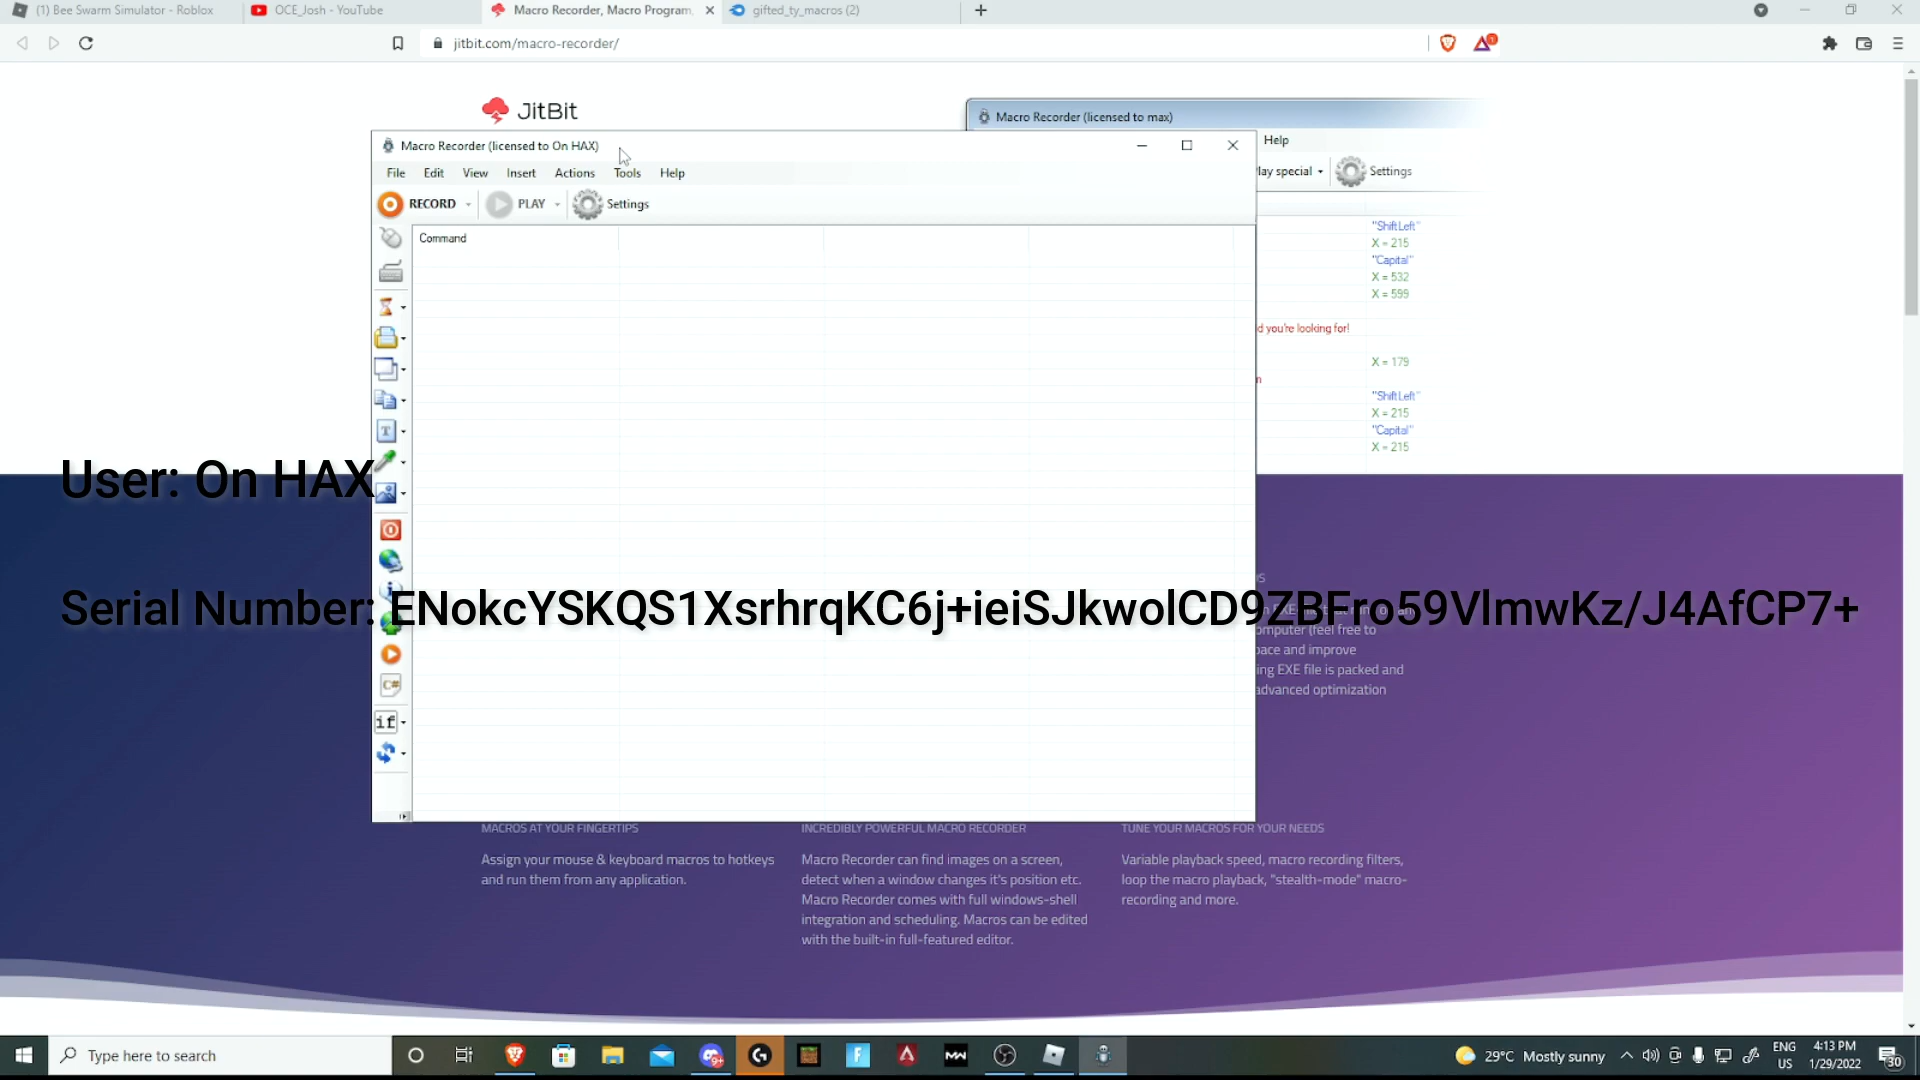 (1) Bee Swarm Simulator - Roblox
OCE_Josh - YouTube
Macro Recorder, Macro Program,
gifted_ty_macros (2)
jitbit.com/macro-recorder/
JitBit
Macro Recorder (licensed to max)
Help
lay special
Settings
Macro Recorder (licensed to On HAX)
File Edit View Insert Actions Tools Help
RECORD PLAY Settings
Command
"ShiftLeft"
X = 215
"Capital"
X = 532
X = 599
d you're looking for!
X = 179
n
"ShiftLeft"
X = 215
"Capital"
X = 215
User: On HAX
Serial Number: ENokcYSKQS1XsrhrqKC6j+ieiSJkwolCD9ZBFro59VlmwKz/J4AfCP7+
omputer (feel free to
pace and improve
ing EXE file is packed and
advanced optimization
C#
if
MACROS AT YOUR FINGERTIPS
Assign your mouse & keyboard macros to hotkeys
and run them from any application.
INCREDIBLY POWERFUL MACRO RECORDER
Macro Recorder can find images on a screen,
detect when a window changes it's position etc.
Macro Recorder comes with full windows-shell
integration and scheduling. Macros can be edited
with the built-in full-featured editor.
TUNE YOUR MACROS FOR YOUR NEEDS
Variable playback speed, macro recording filters,
loop the macro playback, "stealth-mode" macro-
recording and more.
Type here to search
29°C Mostly sunny
ENG
US
4:13 PM
1/29/2022
30